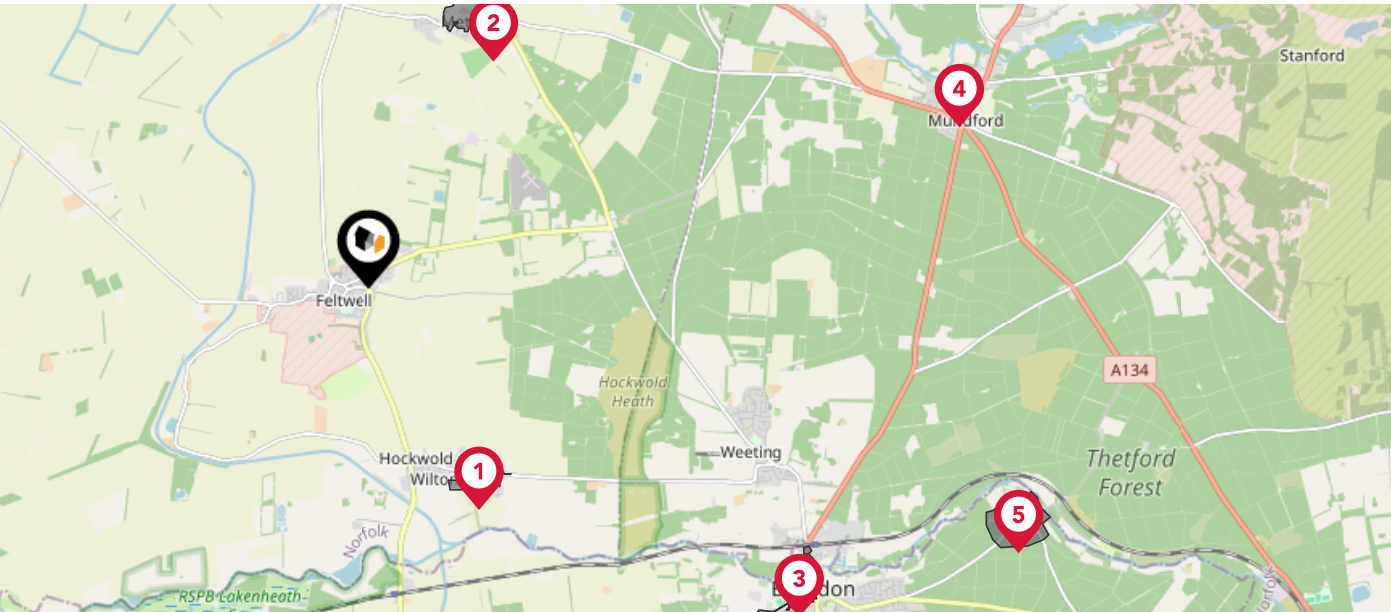 2
Stanford
4
Mundford
Feltwell
A134
Hockwold
Heath
Hockwold
Wilton
1
Weeting
Thetford
Forest
5
Norfolk
3
RSPB Lakenheath
Norfolk